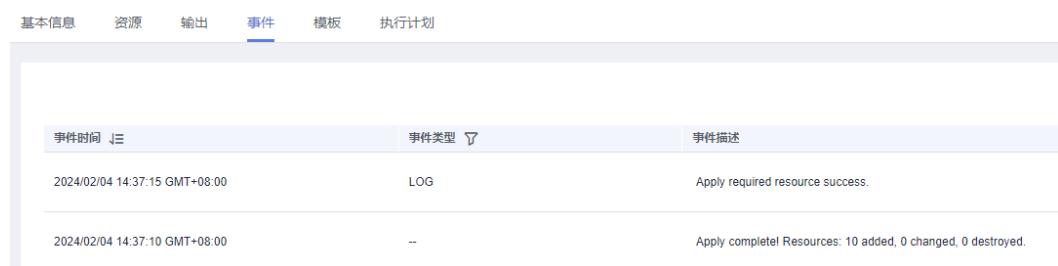 基本信息 资源 输出 事件 模板 执行计划
事件时间 事件类型 事件描述
2024/02/04 14:37:15 GMT+08:00 LOG Apply required resource success.
2024/02/04 14:37:10 GMT+08:00 -- Apply complete! Resources: 10 added, 0 changed, 0 destroyed.